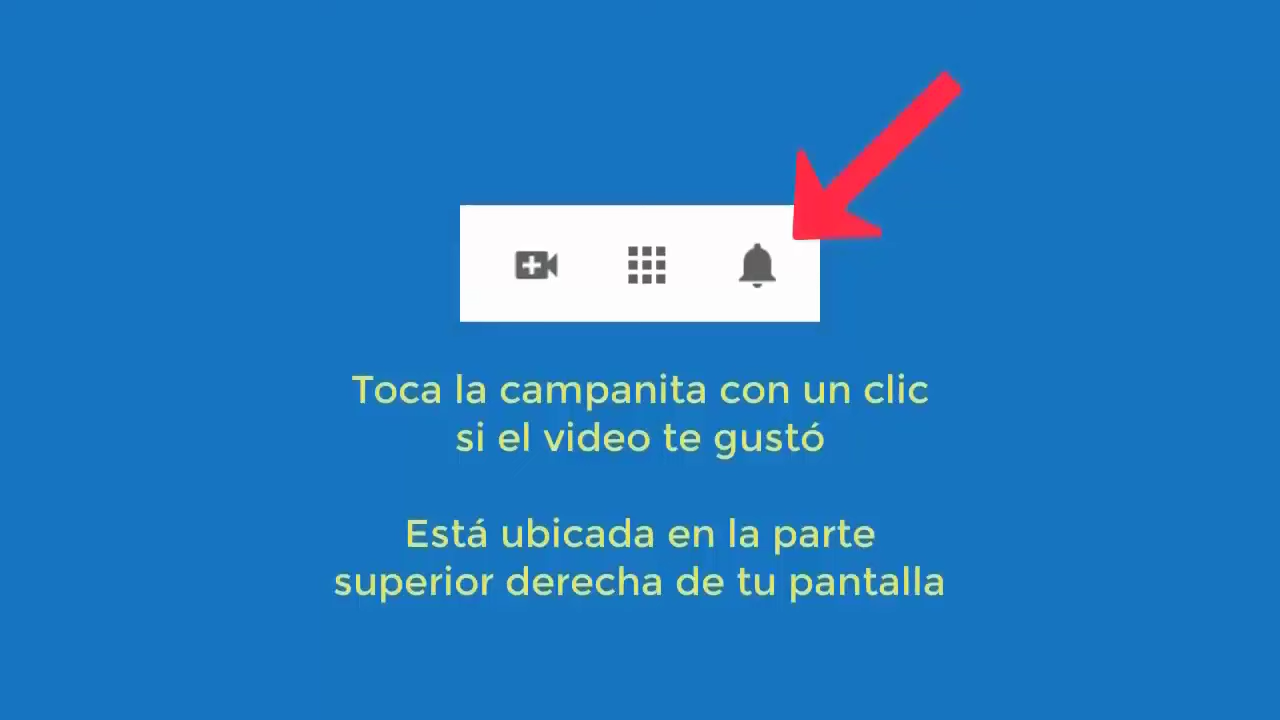 Toca la campanita con un clic
si el video te gustó
Está ubicada en la parte
superior derecha de tu pantalla